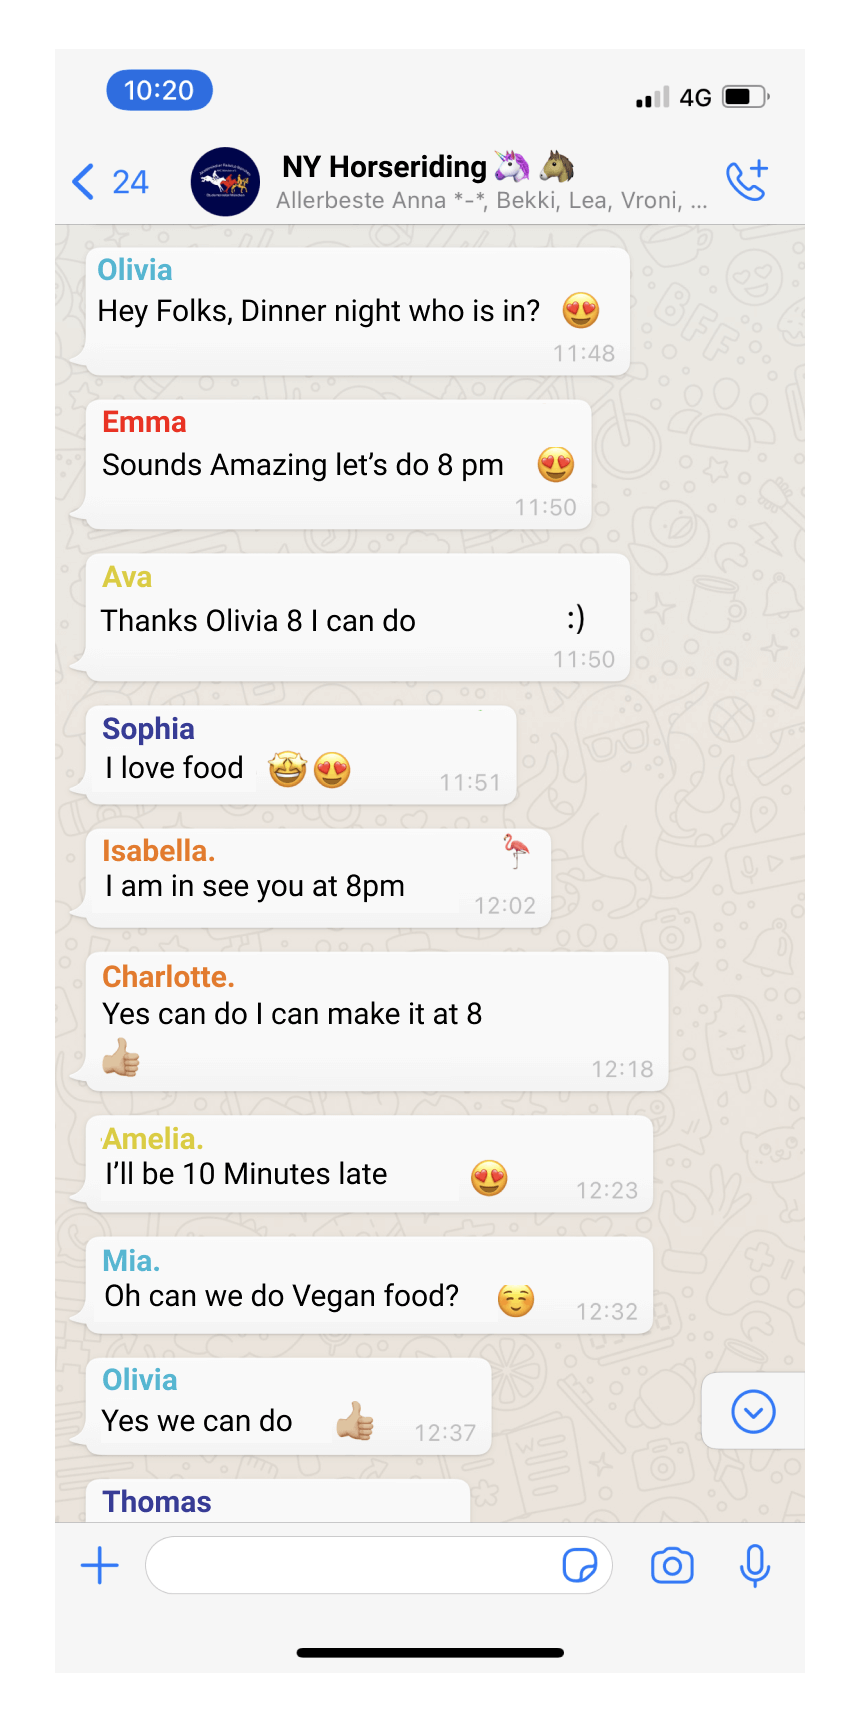 10:20
4G
24
NY Horseriding🦄🐴
Allerbeste Anna *-*, Bekki, Lea, Vroni, ...
Olivia
Hey Folks, Dinner night who is in? 😍
11:48
Emma
Sounds Amazing let’s do 8 pm 😍
11:50
Ava
Thanks Olivia 8 I can do :)
11:50
Sophia
I love food 🤩😍
11:51
Isabella. 🦩
I am in see you at 8pm
12:02
Charlotte.
Yes can do I can make it at 8
👍🏼
12:18
Amelia.
I’ll be 10 Minutes late 😍
12:23
Mia.
Oh can we do Vegan food? ☺️
12:32
Olivia
Yes we can do 👍🏼
12:37
Thomas